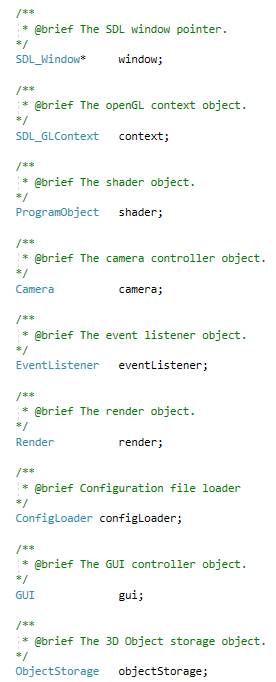 /**
* @brief The SDL window pointer.
*/
SDL_Window*    window;
/**
* @brief The openGL context object.
*/
SDL_GLContext   context;
/**
* @brief The shader object.
*/
ProgramObject   shader;
/**
* @brief The camera controller object.
*/
Camera          camera;
/**
* @brief The event listener object.
*/
EventListener   eventListener;
/**
* @brief The render object.
*/
Render          render;
/**
* @brief Configuration file loader
*/
ConfigLoader configLoader;
/**
* @brief The GUI controller object.
*/
GUI             gui;
/**
* @brief The 3D Object storage object.
*/
ObjectStorage   objectStorage;